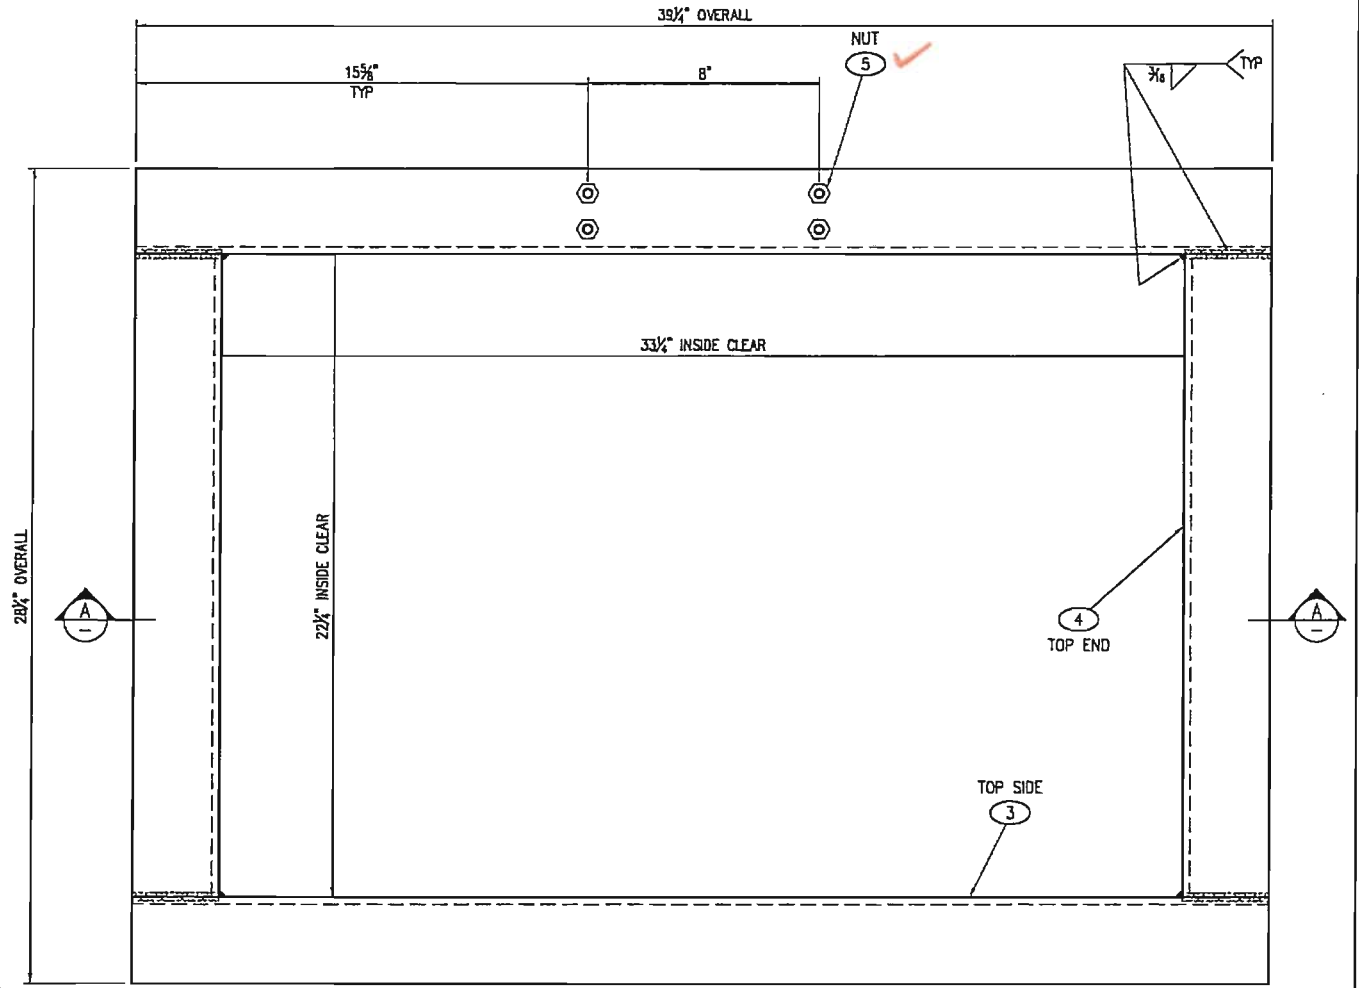 39¼" OVERALL
NUT
5
15⅝"
TYP
8"
3/16
TYP
33¼" INSIDE CLEAR
22¼" INSIDE CLEAR
28¼" OVERALL
A
–
A
–
4
TOP END
TOP SIDE
3